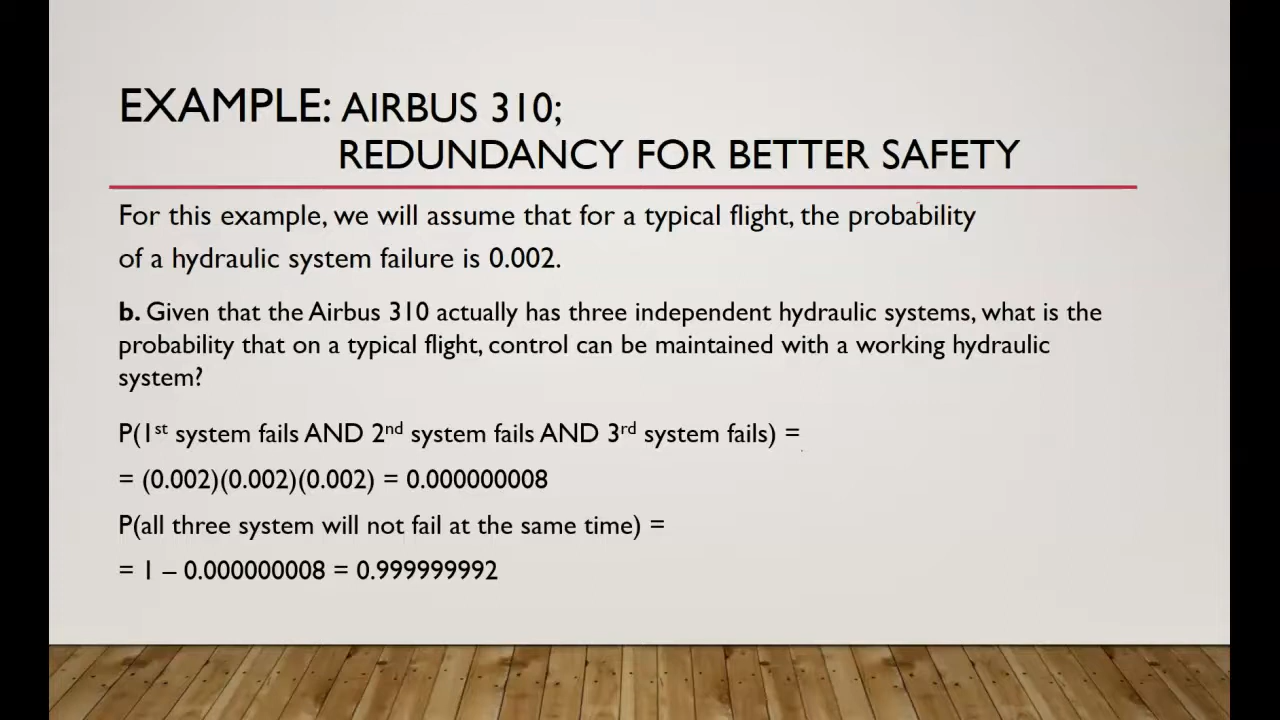 EXAMPLE: AIRBUS 310;
REDUNDANCY FOR BETTER SAFETY
For this example, we will assume that for a typical flight, the probability
of a hydraulic system failure is 0.002.
b. Given that the Airbus 310 actually has three independent hydraulic systems, what is the
probability that on a typical flight, control can be maintained with a working hydraulic
system?
P(1st system fails AND 2nd system fails AND 3rd system fails) =
= (0.002)(0.002)(0.002) = 0.000000008
P(all three system will not fail at the same time) =
= 1 – 0.000000008 = 0.999999992